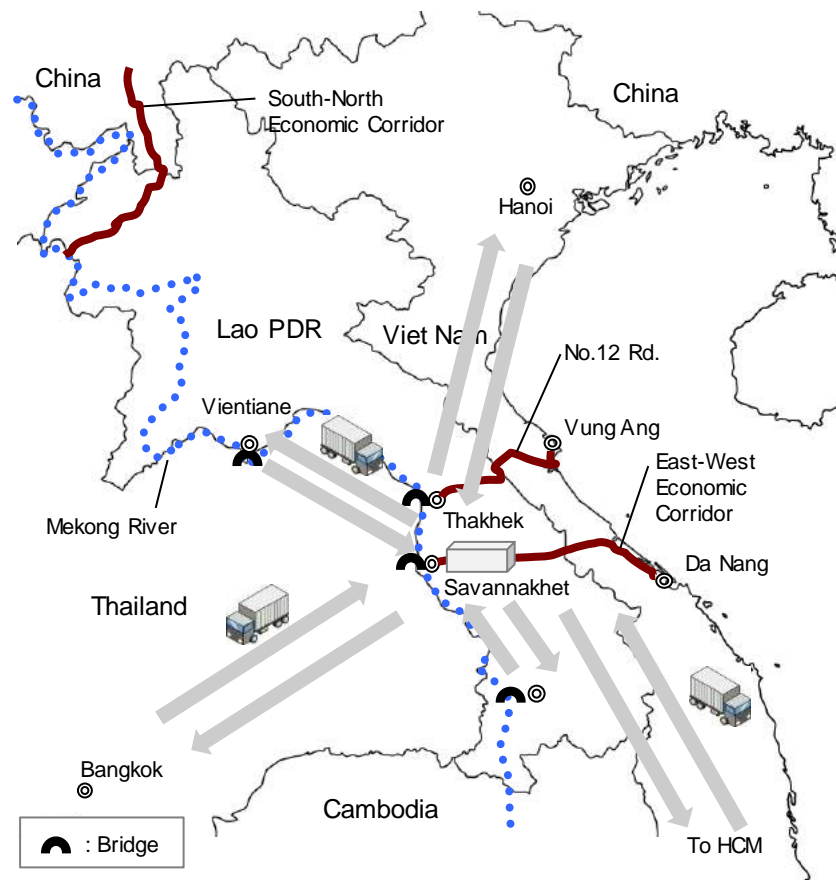 China
South-North
Economic Corridor
China
Hanoi
Lao PDR
Viet Nam
No.12 Rd.
Vientiane
Vung Ang
East-West
Economic
Corridor
Mekong River
Thakhek
Da Nang
Savannakhet
Thailand
Bangkok
Cambodia
To HCM
: Bridge